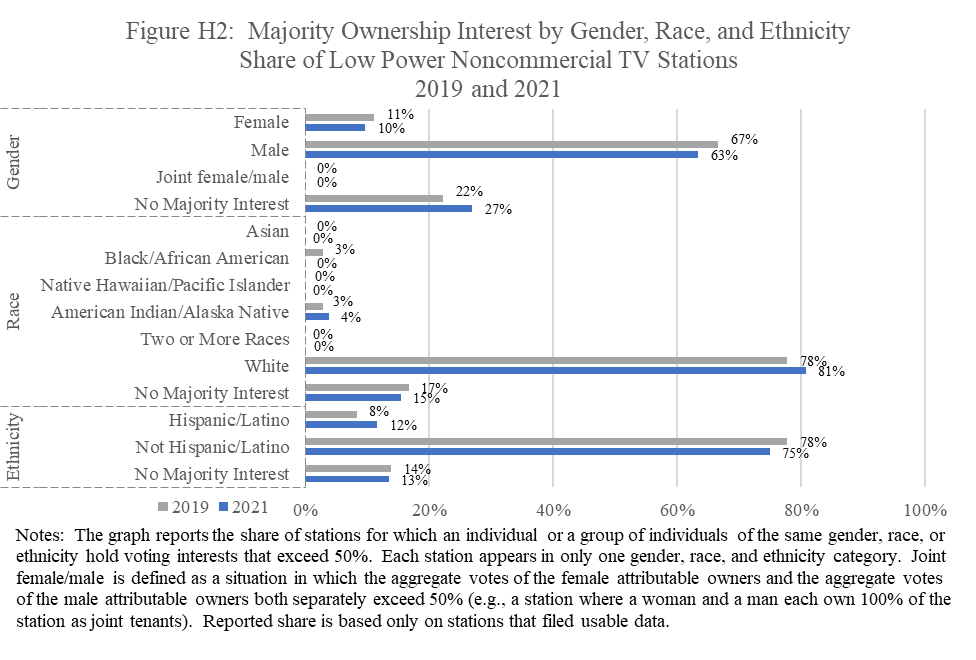 Figure H2:  Majority Ownership Interest by Gender, Race, and Ethnicity
Share of Low Power Noncommercial TV Stations
2019 and 2021
Gender
Female 11% 10%
Male 67% 63%
Joint female/male 0% 0%
No Majority Interest 22% 27%
Race
Asian 0% 0%
Black/African American 3% 0%
Native Hawaiian/Pacific Islander 0% 0%
American Indian/Alaska Native 3% 4%
Two or More Races 0% 0%
White 78% 81%
No Majority Interest 17% 15%
Ethnicity
Hispanic/Latino 8% 12%
Not Hispanic/Latino 78% 75%
No Majority Interest 14% 13%
2019 2021 0% 20% 40% 60% 80% 100%
Notes:  The graph reports the share of stations for which an individual or a group of individuals of the same gender, race, or
ethnicity hold voting interests that exceed 50%.  Each station appears in only one gender, race, and ethnicity category.  Joint
female/male is defined as a situation in which the aggregate votes of the female attributable owners and the aggregate votes
of the male attributable owners both separately exceed 50% (e.g., a station where a woman and a man each own 100% of the
station as joint tenants).  Reported share is based only on stations that filed usable data.